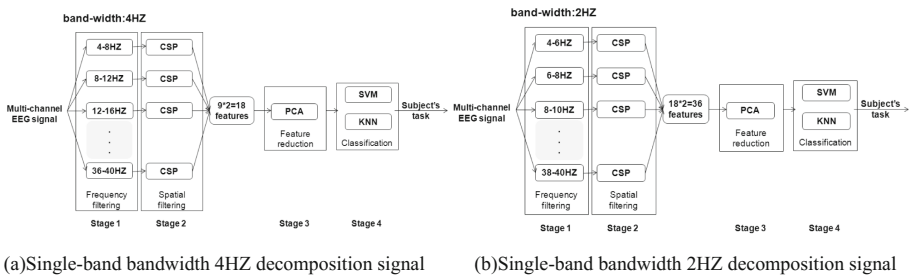 band-width:4HZ
Multi-channel
EEG signal
4-8HZ
8-12HZ
12-16HZ
36-40HZ
Frequency
filtering
Stage 1
CSP
CSP
CSP
CSP
Spatial
filtering
Stage 2
9*2=18
features
PCA
Feature
reduction
Stage 3
SVM
KNN
Classification
Stage 4
Subject's
task
(a)Single-band bandwidth 4HZ decomposition signal
band-width:2HZ
Multi-channel
EEG signal
4-6HZ
6-8HZ
8-10HZ
38-40HZ
Frequency
filtering
Stage 1
CSP
CSP
CSP
CSP
Spatial
filtering
Stage 2
18*2=36
features
PCA
Feature
reduction
Stage 3
SVM
KNN
Classification
Stage 4
Subject's
task
(b)Single-band bandwidth 2HZ decomposition signal